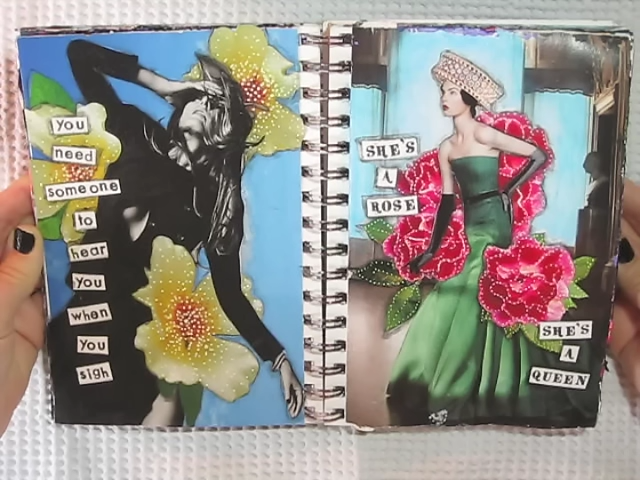 you
need
someone
to
hear
you
when
you
sigh
SHE'S
A
ROSE
SHE'S
A
QUEEN